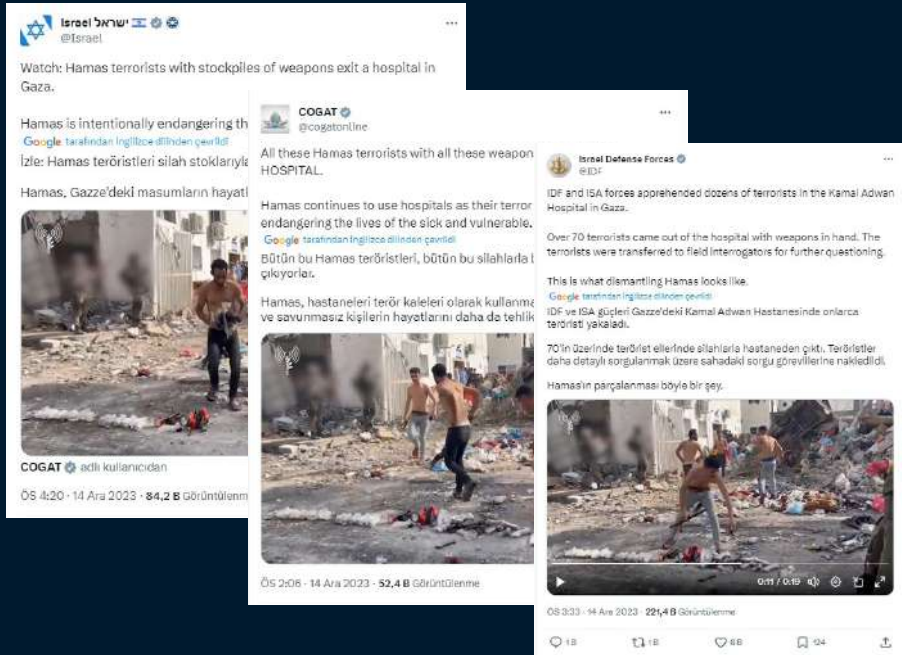 Israel ישראל
@Israel
Watch: Hamas terrorists with stockpiles of weapons exit a hospital in
Gaza.
Hamas is intentionally endangering th
Google tarafından İngilizce dilinden çevrildi
İzle: Hamas teröristleri silah stoklarıyla
Hamas, Gazze'deki masumların hayatl
COGAT adlı kullanıcıdan
ÖS 4:20 · 14 Ara 2023 · 84,2 B Görüntülenm
COGAT
@cogatonline
All these Hamas terrorists with all these weapon
HOSPITAL.
Hamas continues to use hospitals as their terror
endangering the lives of the sick and vulnerable.
Google tarafından İngilizce dilinden çevrildi
Bütün bu Hamas teröristleri, bütün bu silahlarla b
çıkıyorlar.
Hamas, hastaneleri terör kaleleri olarak kullanma
ve savunmasız kişilerin hayatlarını daha da tehlik
ÖS 2:06 · 14 Ara 2023 · 52,4 B Görüntülenme
Israel Defense Forces
@IDF
IDF and ISA forces apprehended dozens of terrorists in the Kamal Adwan
Hospital in Gaza.
Over 70 terrorists came out of the hospital with weapons in hand. The
terrorists were transferred to field interrogators for further questioning.
This is what dismantling Hamas looks like.
Google tarafından İngilizce dilinden çevrildi
IDF ve ISA güçleri Gazze'deki Kamal Adwan Hastanesinde onlarca
teröristi yakaladı.
70'in üzerinde terörist ellerinde silahlarla hastaneden çıktı. Teröristler
daha detaylı sorgulanmak üzere sahadaki sorgu görevlilerine nakledildi.
Hamas'ın parçalanması böyle bir şey.
0:11 / 0:19
ÖS 3:33 · 14 Ara 2023 · 221,4 B Görüntülenme